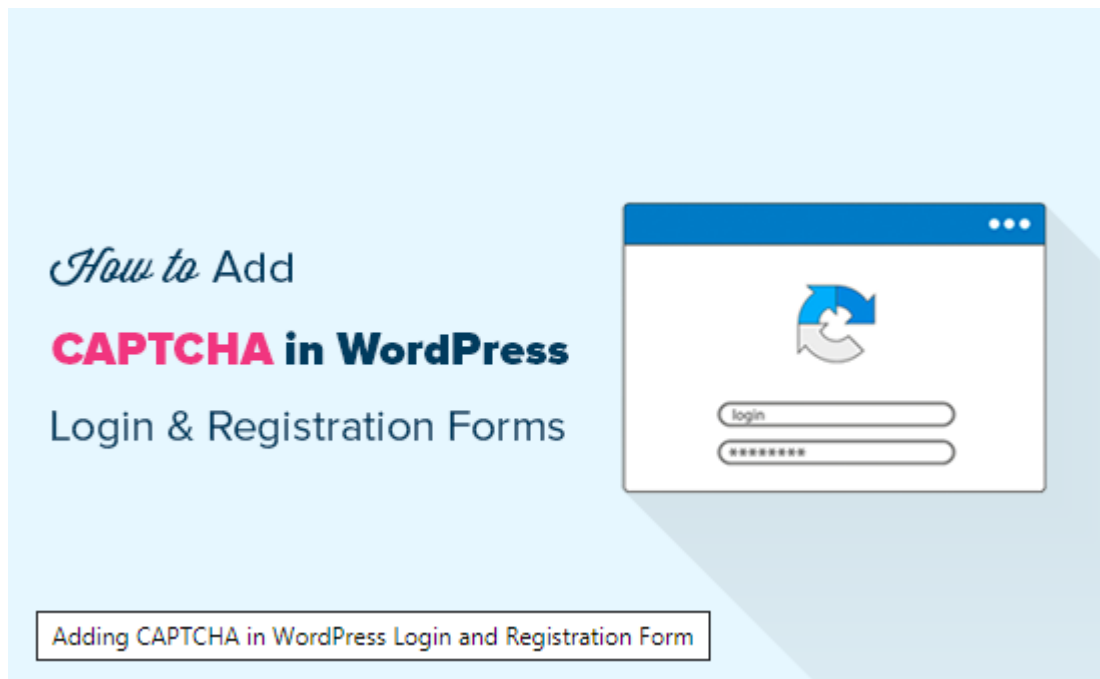 How to Add
CAPTCHA in WordPress
Login & Registration Forms
login
********
Adding CAPTCHA in WordPress Login and Registration Form